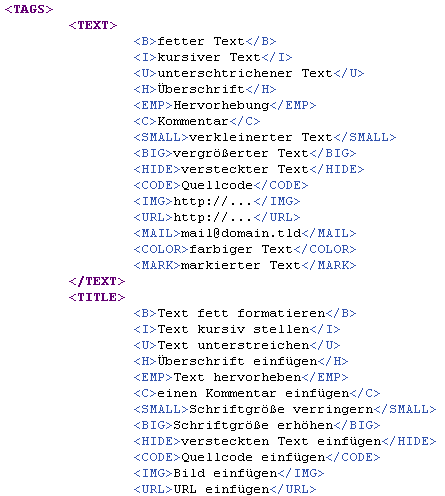 <TAGS>
<TEXT>
<B>fetter Text</B>
<I>kursiver Text</I>
<U>unterschtrichener Text</U>
<H>Überschrift</H>
<EMP>Hervorhebung</EMP>
<C>Kommentar</C>
<SMALL>verkleinerter Text</SMALL>
<BIG>vergrößerter Text</BIG>
<HIDE>versteckter Text</HIDE>
<CODE>Quellcode</CODE>
<IMG>http://...</IMG>
<URL>http://...</URL>
<MAIL>mail@domain.tld</MAIL>
<COLOR>farbiger Text</COLOR>
<MARK>markierter Text</MARK>
</TEXT>
<TITLE>
<B>Text fett formatieren</B>
<I>Text kursiv stellen</I>
<U>Text unterstreichen</U>
<H>Überschrift einfügen</H>
<EMP>Text hervorheben</EMP>
<C>einen Kommentar einfügen</C>
<SMALL>Schriftgröße verringern</SMALL>
<BIG>Schriftgröße erhöhen</BIG>
<HIDE>versteckten Text einfügen</HIDE>
<CODE>Quellcode einfügen</CODE>
<IMG>Bild einfügen</IMG>
<URL>URL einfügen</URL>